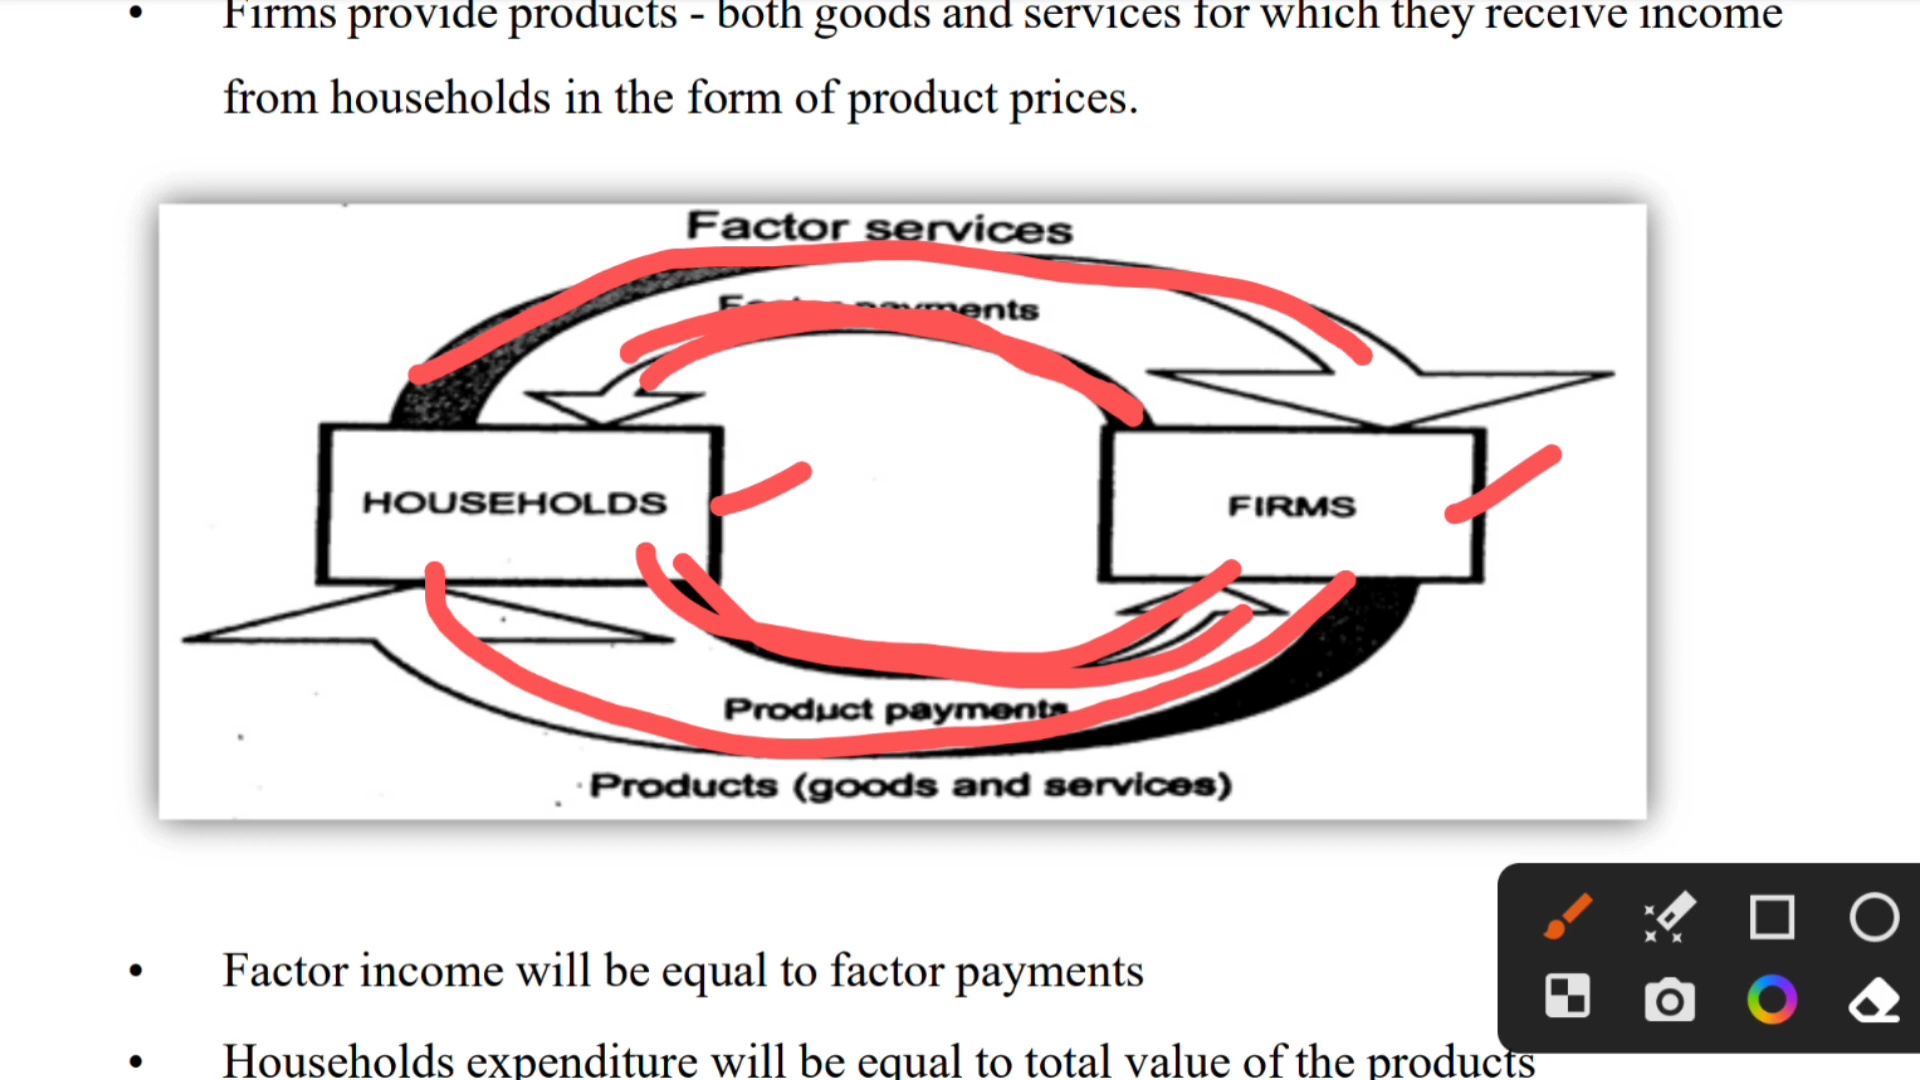 • Firms provide products - both goods and services for which they receive income
from households in the form of product prices.
Factor services
Factor payments
HOUSEHOLDS
FIRMS
Product payments
Products (goods and services)
• Factor income will be equal to factor payments
• Households expenditure will be equal to total value of the products